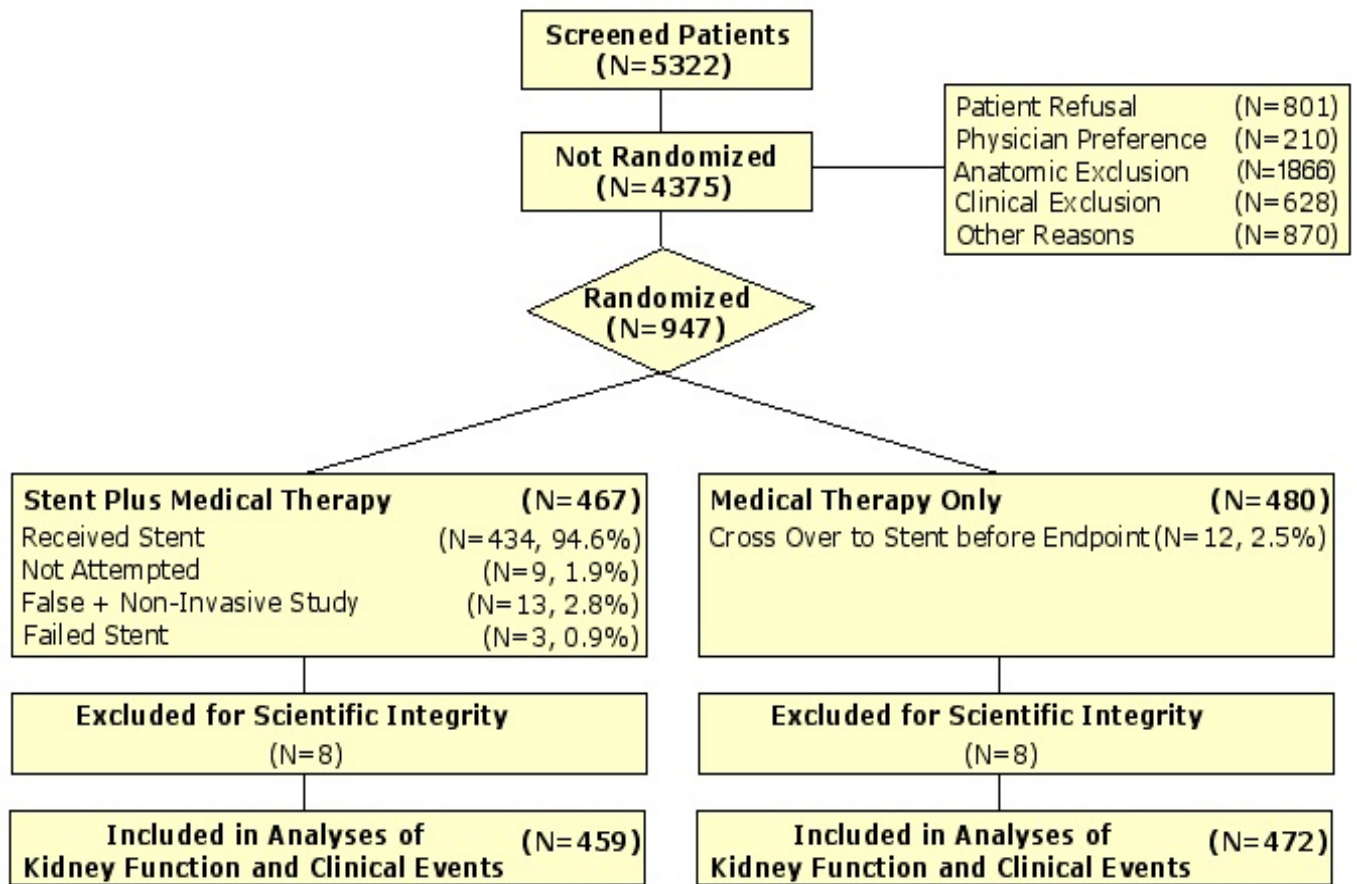 Screened Patients
(N=5322)
Not Randomized
(N=4375)
Patient Refusal (N=801)
Physician Preference (N=210)
Anatomic Exclusion (N=1866)
Clinical Exclusion (N=628)
Other Reasons (N=870)
Randomized
(N=947)
Stent Plus Medical Therapy (N=467)
Received Stent (N=434, 94.6%)
Not Attempted (N=9, 1.9%)
False + Non-Invasive Study (N=13, 2.8%)
Failed Stent (N=3, 0.9%)
Medical Therapy Only (N=480)
Cross Over to Stent before Endpoint (N=12, 2.5%)
Excluded for Scientific Integrity
(N=8)
Excluded for Scientific Integrity
(N=8)
Included in Analyses of (N=459)
Kidney Function and Clinical Events
Included in Analyses of (N=472)
Kidney Function and Clinical Events